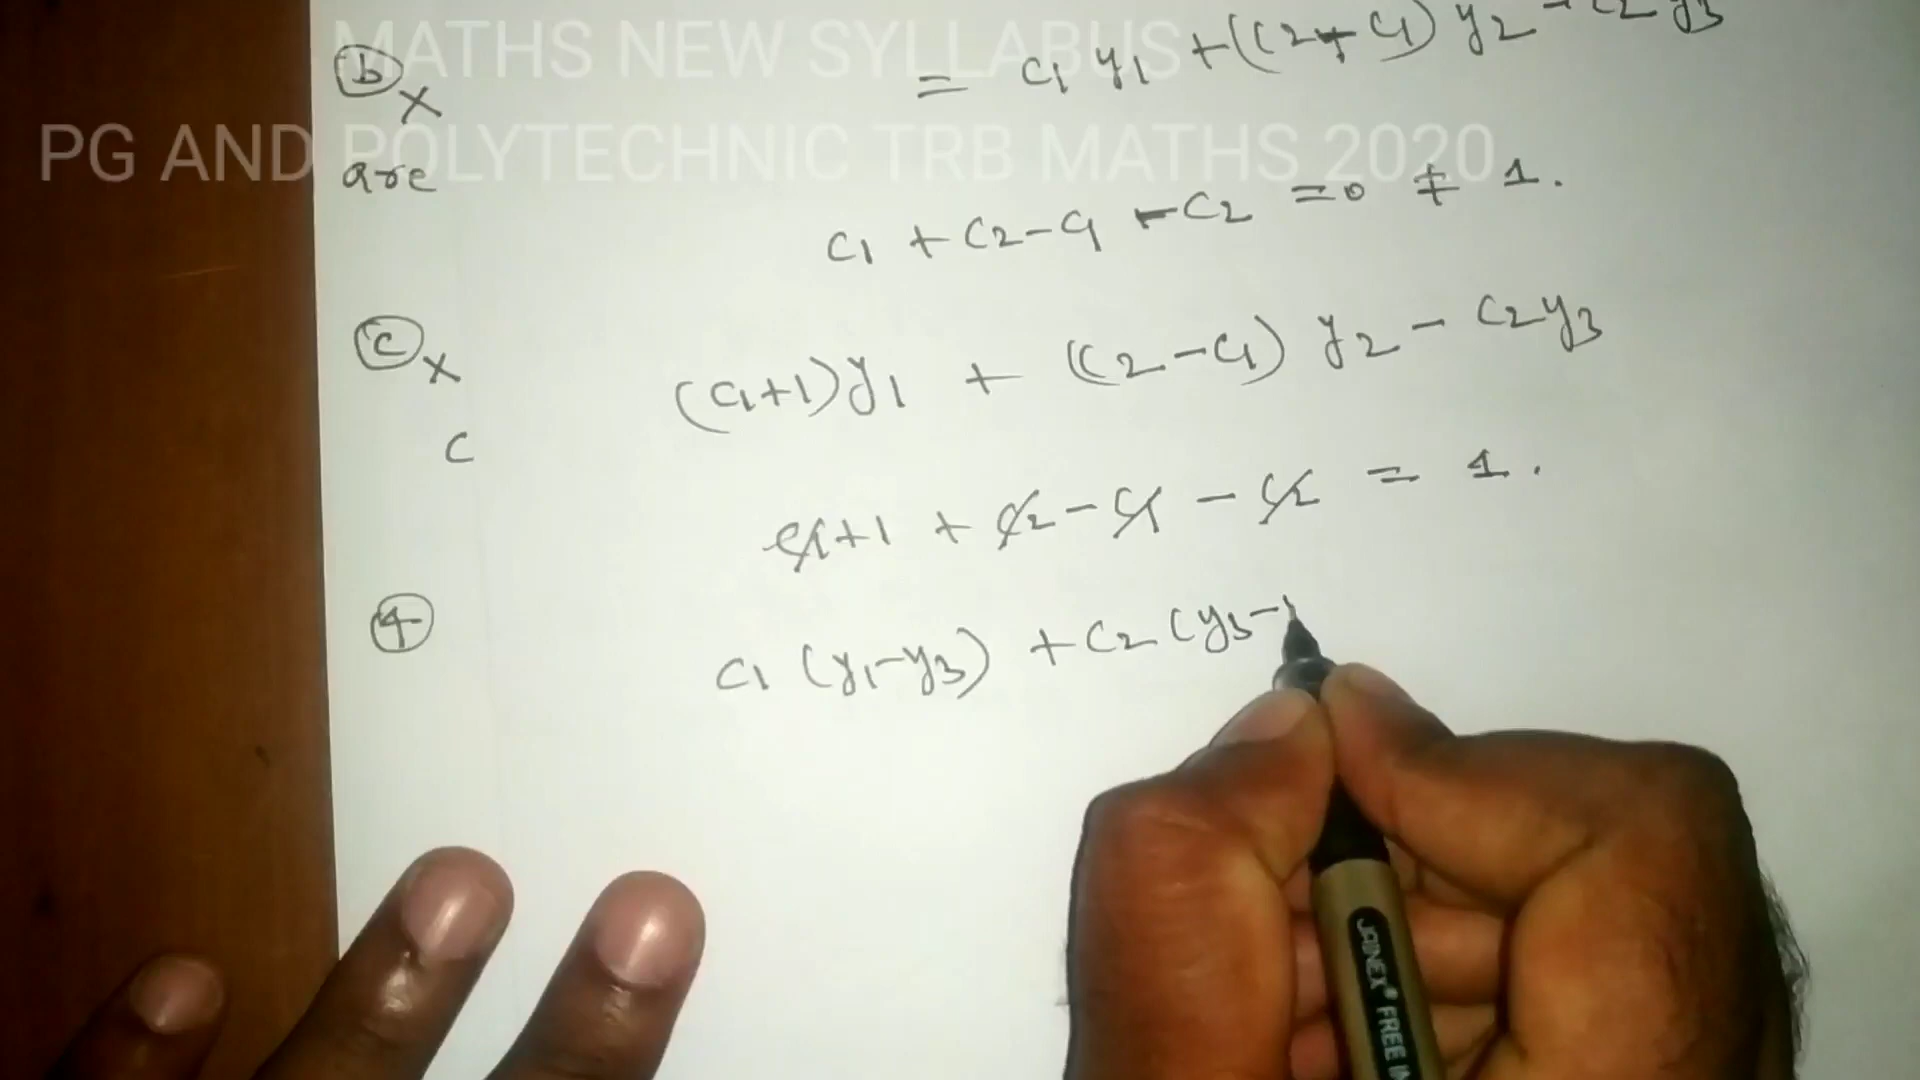 MATHS NEW SYLLABUS
PG AND POLYTECHNIC TRB MATHS 2020
(b) x
= c1 y1 + (c2 + c1) y2 - c2 y3
are
c1 + c2 - c1 - c2 = 0 ≠ 1.
(c) x
(c1+1) y1 + (c2 - c1) y2 - c2 y3
c
c1+1 + c2 - c1 - c2 = 1.
(4)
c1 (y1 - y3) + c2 (y3 -
JOINEX® FREE